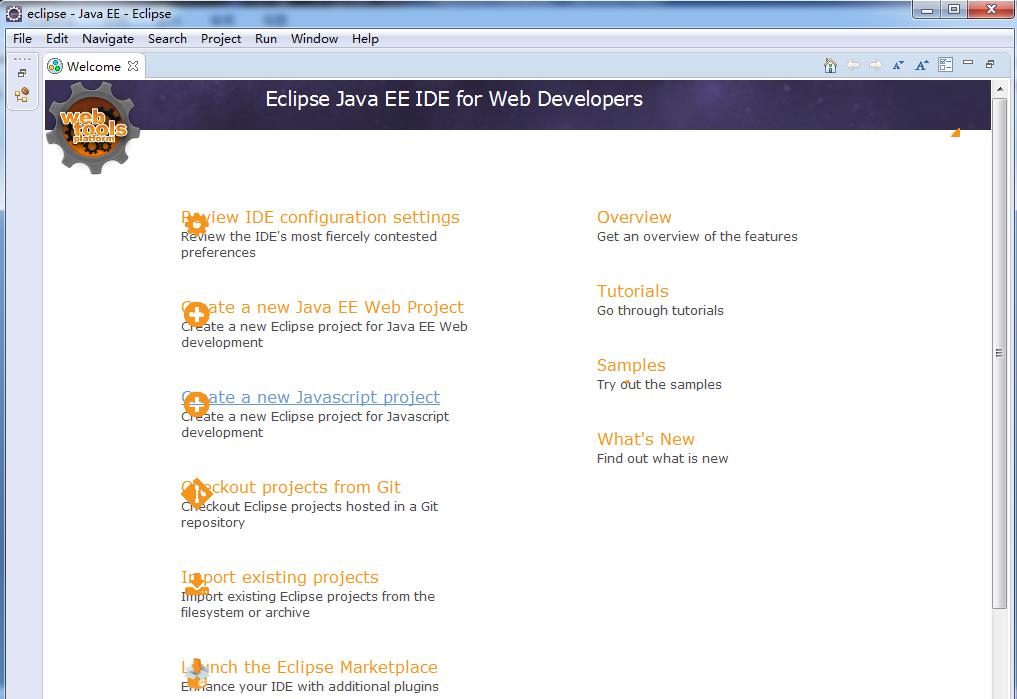 eclipse - Java EE - Eclipse
File Edit Navigate Search Project Run Window Help
Welcome
web tools platform
Eclipse Java EE IDE for Web Developers
Review IDE configuration settings
Review the IDE's most fiercely contested
preferences
Create a new Java EE Web Project
Create a new Eclipse project for Java EE Web
development
Create a new Javascript project
Create a new Eclipse project for Javascript
development
Checkout projects from Git
Checkout Eclipse projects hosted in a Git
repository
Import existing projects
Import existing Eclipse projects from the
filesystem or archive
Launch the Eclipse Marketplace
Enhance your IDE with additional plugins
Overview
Get an overview of the features
Tutorials
Go through tutorials
Samples
Try out the samples
What's New
Find out what is new